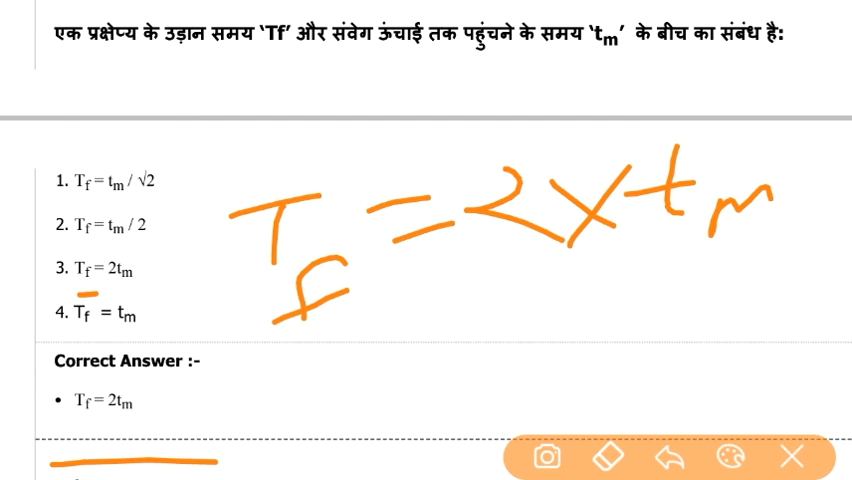 एक प्रक्षेप्य के उड़ान समय ‘Tf’ और संवेग ऊंचाई तक पहुंचने के समय ‘tm’ के बीच का संबंध है:
1. Tf = tm / √2
2. Tf = tm / 2
3. Tf = 2tm
4. Tf = tm
Tf = 2 x tm
Correct Answer :-
• Tf = 2tm